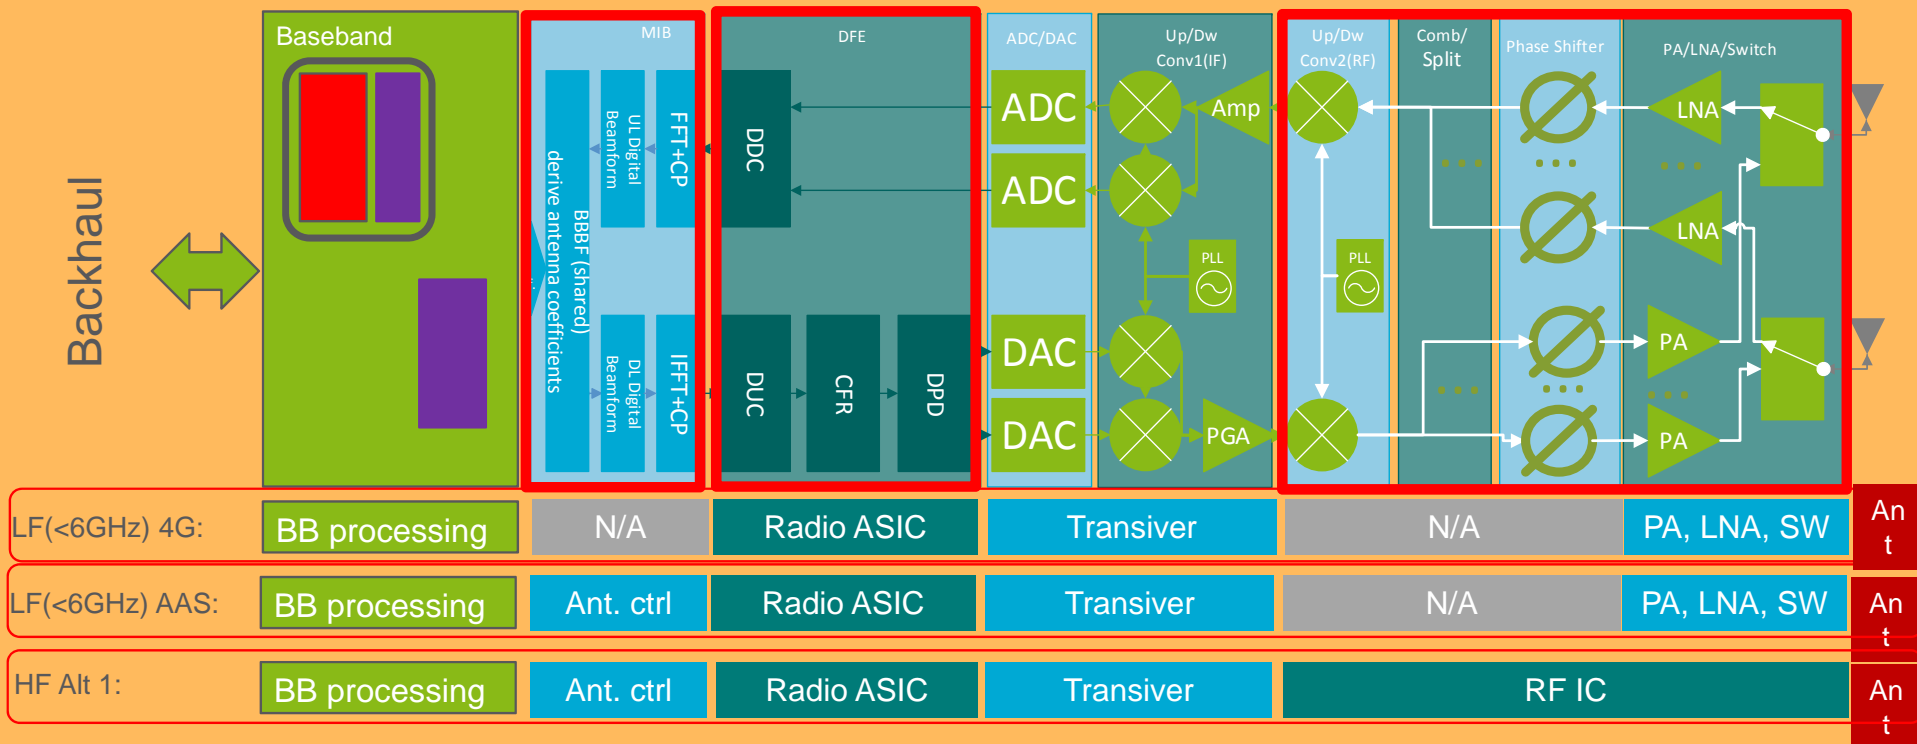 Backhaul
Baseband
MIB
DFE
ADC/DAC
Up/Dw
Conv1(IF)
Up/Dw
Conv2(RF)
Comb/
Split
Phase Shifter
PA/LNA/Switch
BBBF (shared)
derive antenna coefficients
UL Digital
Beamform
FFT+CP
DDC
ADC
ADC
Amp
LNA
LNA
PLL
PLL
DL Digital
Beamform
IFFT+CP
DUC
CFR
DPD
DAC
DAC
PGA
PA
PA
LF(<6GHz) 4G:
BB processing
N/A
Radio ASIC
Transiver
N/A
PA, LNA, SW
An
t
LF(<6GHz) AAS:
BB processing
Ant. ctrl
Radio ASIC
Transiver
N/A
PA, LNA, SW
An
t
HF Alt 1:
BB processing
Ant. ctrl
Radio ASIC
Transiver
RF IC
An
t